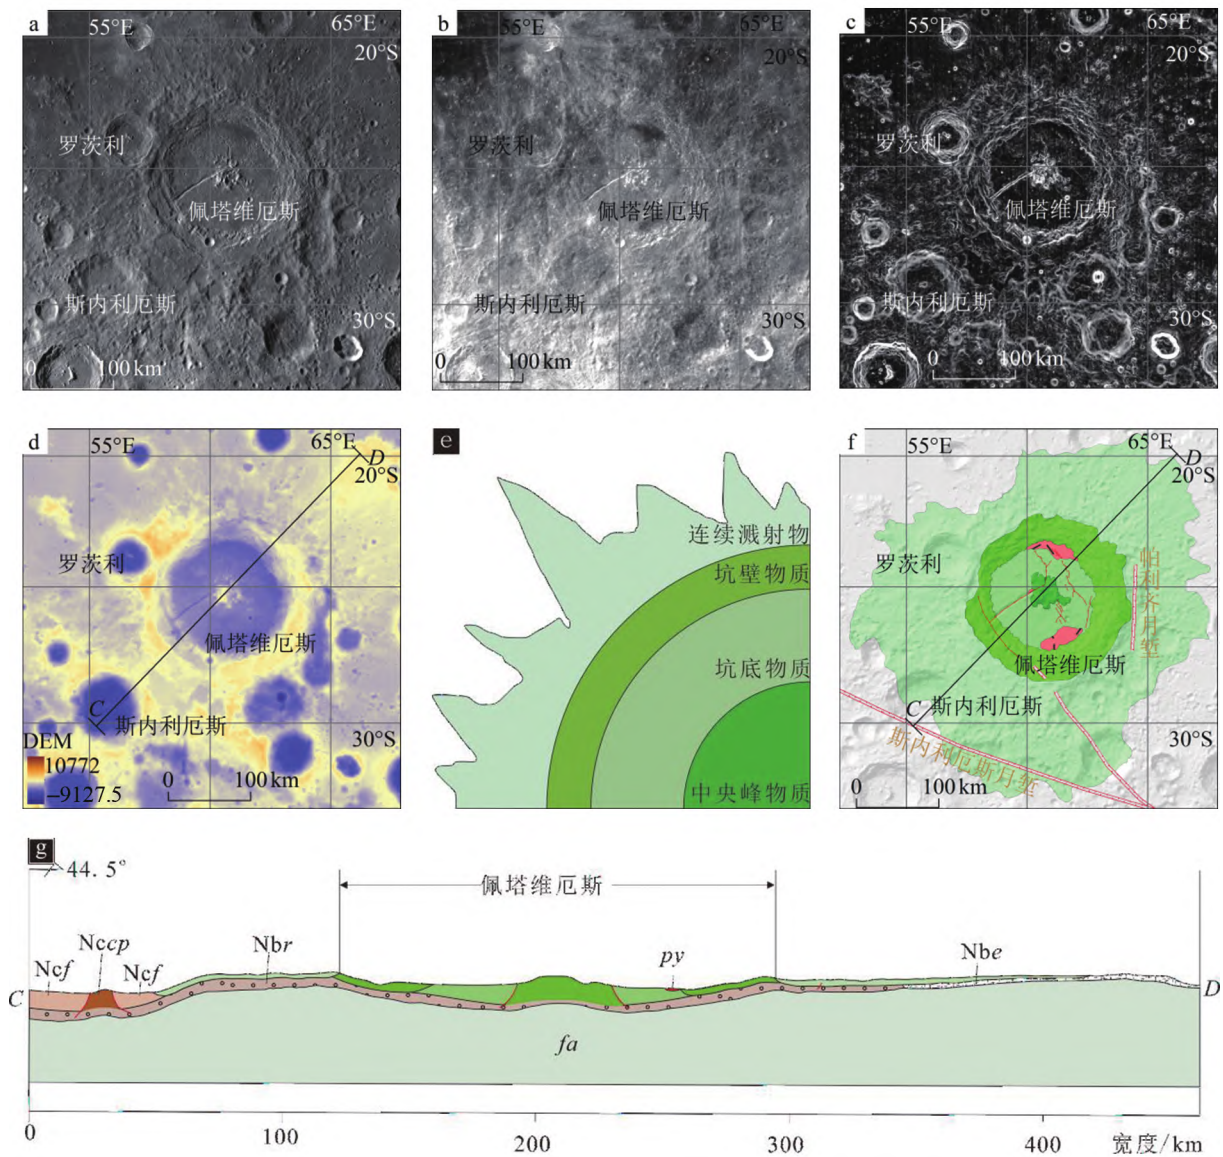 a
55°E
65°E
20°S
罗茨利
佩塔维厄斯
斯内利厄斯
30°S
0
100 km
b
55°E
65°E
20°S
罗茨利
佩塔维厄斯
斯内利厄斯
30°S
0
100 km
c
55°E
65°E
20°S
罗茨利
佩塔维厄斯
斯内利厄斯
30°S
0
100 km
d
55°E
65°E
D
20°S
罗茨利
佩塔维厄斯
C
斯内利厄斯
30°S
DEM
10772
−9127.5
0
100 km
e
连续溅射物
坑壁物质
坑底物质
中央峰物质
f
55°E
65°E
D
20°S
罗茨利
帕利齐月堑
佩塔维厄斯
C
斯内利厄斯
斯内利厄斯月堑
30°S
0
100 km
g
44.5°
佩塔维厄斯
Nccp
Ncf
Ncf
Nbr
py
Nbe
C
D
fa
0
100
200
300
400
宽度/km